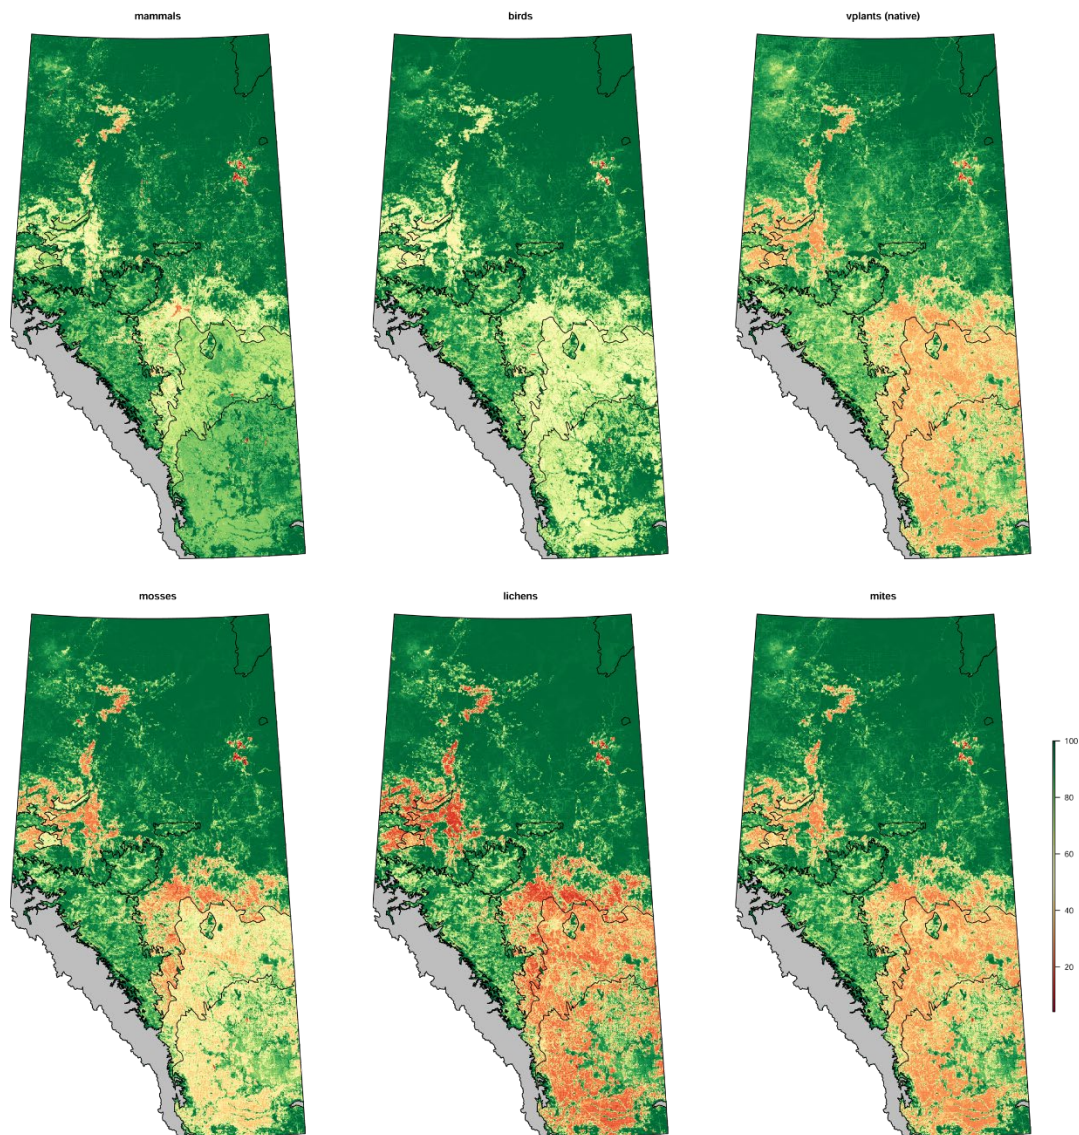 mammals
birds
vplants (native)
mosses
lichens
mites
100
80
60
40
20